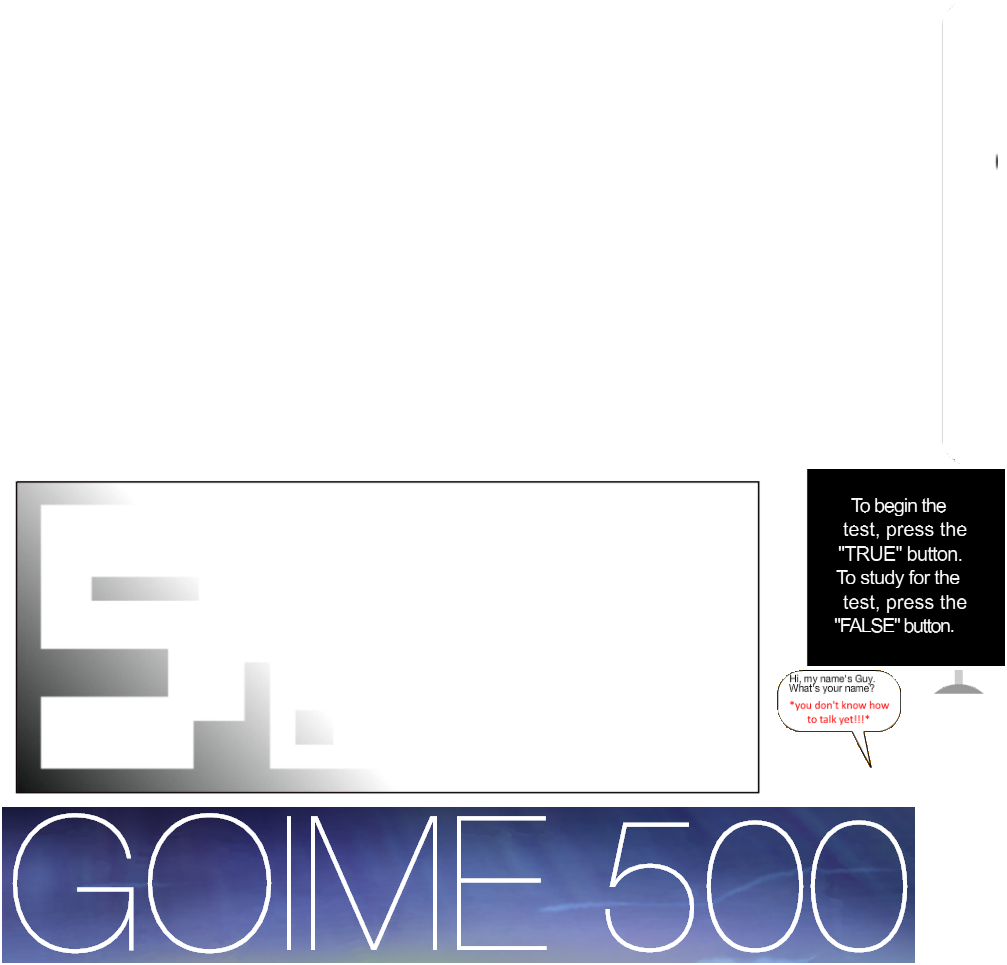 To begin the
test, press the
"TRUE" button.
To study for the
test, press the
"FALSE" button.
Hi, my name's Guy.
What's your name?
*you don't know how
to talk yet!!!*
GOIME 500